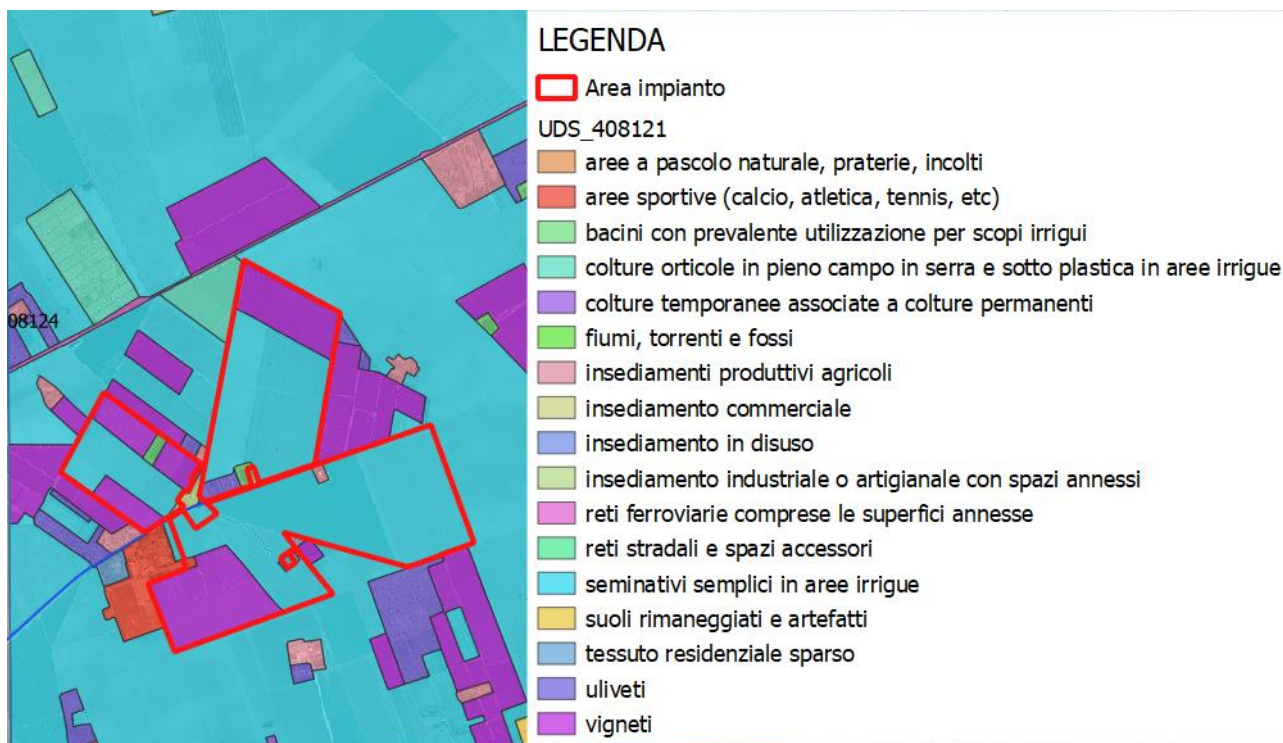 LEGENDA
Area impianto
UDS_408121
aree a pascolo naturale, praterie, incolti
aree sportive (calcio, atletica, tennis, etc)
bacini con prevalente utilizzazione per scopi irrigui
colture orticole in pieno campo in serra e sotto plastica in aree irrigue
colture temporanee associate a colture permanenti
fiumi, torrenti e fossi
insediamenti produttivi agricoli
insediamento commerciale
insediamento in disuso
insediamento industriale o artigianale con spazi annessi
reti ferroviarie comprese le superfici annesse
reti stradali e spazi accessori
seminativi semplici in aree irrigue
suoli rimaneggiati e artefatti
tessuto residenziale sparso
uliveti
vigneti
08124